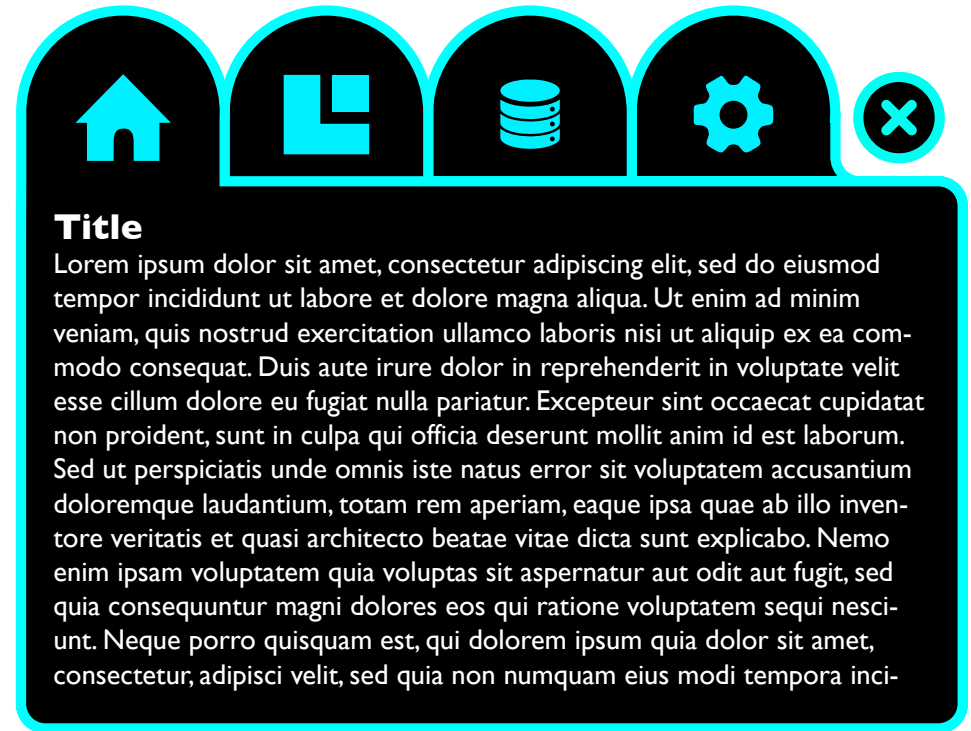 Title
Lorem ipsum dolor sit amet, consectetur adipiscing elit, sed do eiusmod
tempor incididunt ut labore et dolore magna aliqua. Ut enim ad minim
veniam, quis nostrud exercitation ullamco laboris nisi ut aliquip ex ea com-
modo consequat. Duis aute irure dolor in reprehenderit in voluptate velit
esse cillum dolore eu fugiat nulla pariatur. Excepteur sint occaecat cupidatat
non proident, sunt in culpa qui officia deserunt mollit anim id est laborum.
Sed ut perspiciatis unde omnis iste natus error sit voluptatem accusantium
doloremque laudantium, totam rem aperiam, eaque ipsa quae ab illo inven-
tore veritatis et quasi architecto beatae vitae dicta sunt explicabo. Nemo
enim ipsam voluptatem quia voluptas sit aspernatur aut odit aut fugit, sed
quia consequuntur magni dolores eos qui ratione voluptatem sequi nesci-
unt. Neque porro quisquam est, qui dolorem ipsum quia dolor sit amet,
consectetur, adipisci velit, sed quia non numquam eius modi tempora inci-